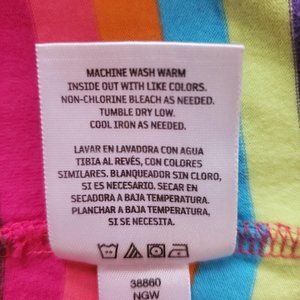 MACHINE WASH WARM
INSIDE OUT WITH LIKE COLORS.
NON-CHLORINE BLEACH AS NEEDED.
TUMBLE DRY LOW.
COOL IRON AS NEEDED.
LAVAR EN LAVADORA CON AGUA
TIBIA AL REVÉS, CON COLORES
SIMILARES. BLANQUEADOR SIN CLORO,
SI ES NECESARIO. SECAR EN
SECADORA A BAJA TEMPERATURA.
PLANCHAR A BAJA TEMPERATURA,
SI SE NECESITA.
38860
NGW